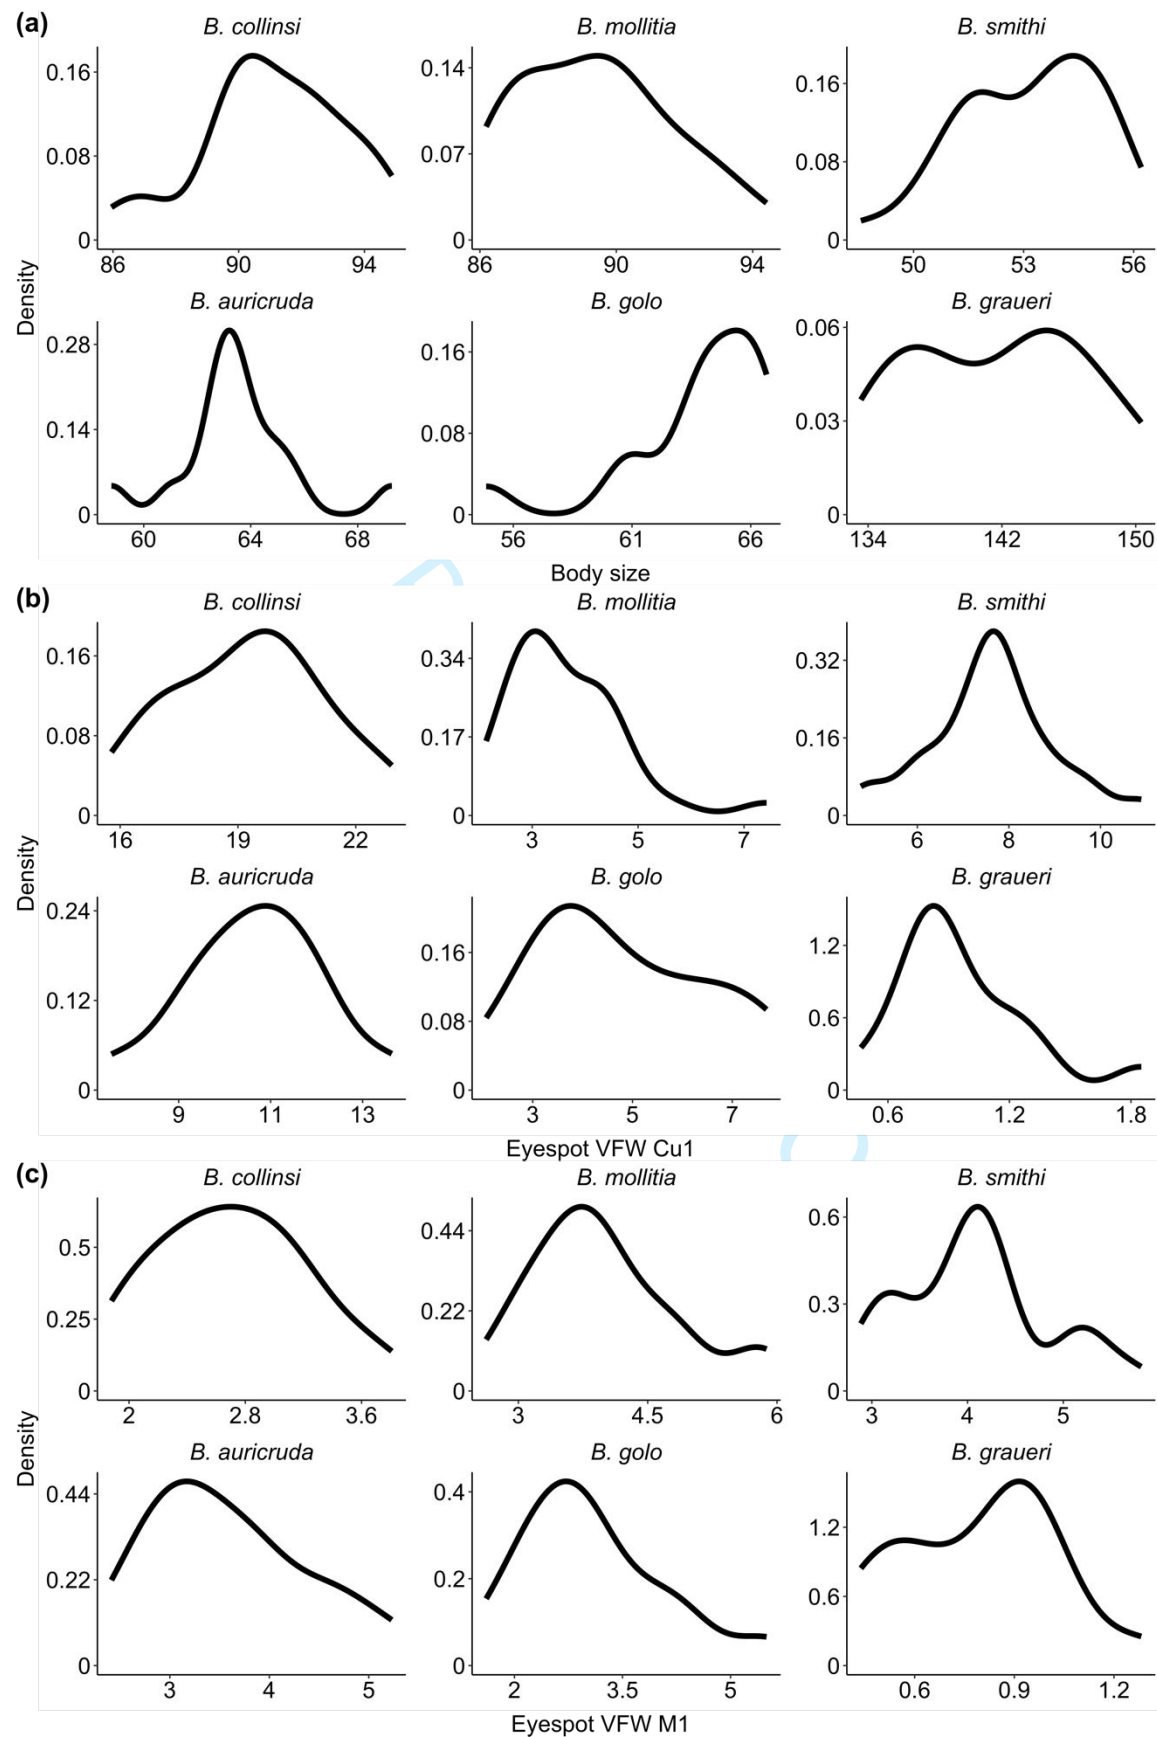 (a)
B. collinsi B. mollitia B. smithi
0.16 0.14 0.16
0.08 0.07 0.08
0 0 0
86 90 94 86 90 94 50 53 56
Density
B. auricruda B. golo B. graueri
0.28 0.16 0.06
0.14 0.08 0.03
0 0 0
60 64 68 56 61 66 134 142 150
Body size
(b)
B. collinsi B. mollitia B. smithi
0.16 0.34 0.32
0.08 0.17 0.16
0 0 0
16 19 22 3 5 7 6 8 10
Density
B. auricruda B. golo B. graueri
0.24 0.16 1.2
0.12 0.08 0.6
0 0 0
9 11 13 3 5 7 0.6 1.2 1.8
Eyespot VFW Cu1
(c)
B. collinsi B. mollitia B. smithi
0.5 0.44 0.6
0.25 0.22 0.3
0 0 0
2 2.8 3.6 3 4.5 6 3 4 5
Density
B. auricruda B. golo B. graueri
0.44 0.4 1.2
0.22 0.2 0.6
0 0 0
3 4 5 2 3.5 5 0.6 0.9 1.2
Eyespot VFW M1